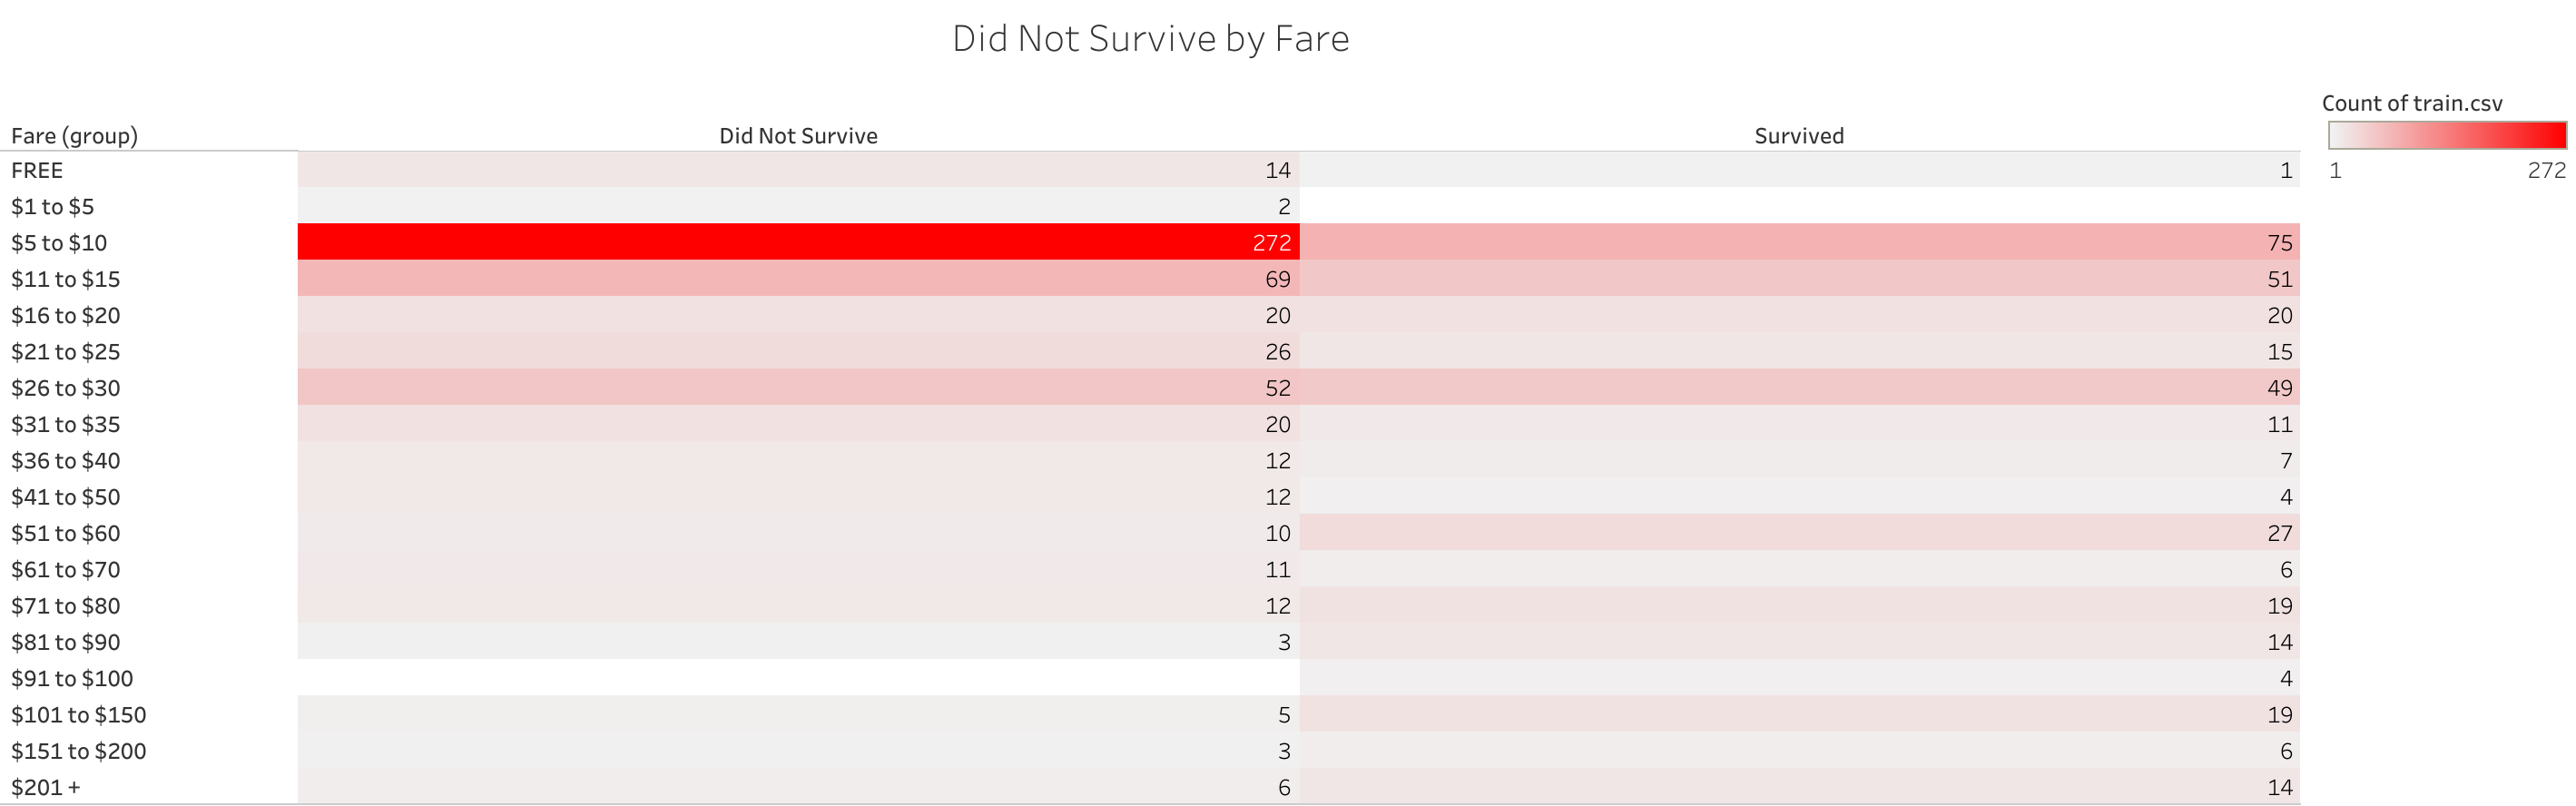 Did Not Survive by Fare
Count of train.csv
1 272
Fare (group) Did Not Survive Survived
FREE 14 1
$1 to $5 2
$5 to $10 272 75
$11 to $15 69 51
$16 to $20 20 20
$21 to $25 26 15
$26 to $30 52 49
$31 to $35 20 11
$36 to $40 12 7
$41 to $50 12 4
$51 to $60 10 27
$61 to $70 11 6
$71 to $80 12 19
$81 to $90 3 14
$91 to $100 4
$101 to $150 5 19
$151 to $200 3 6
$201 + 6 14